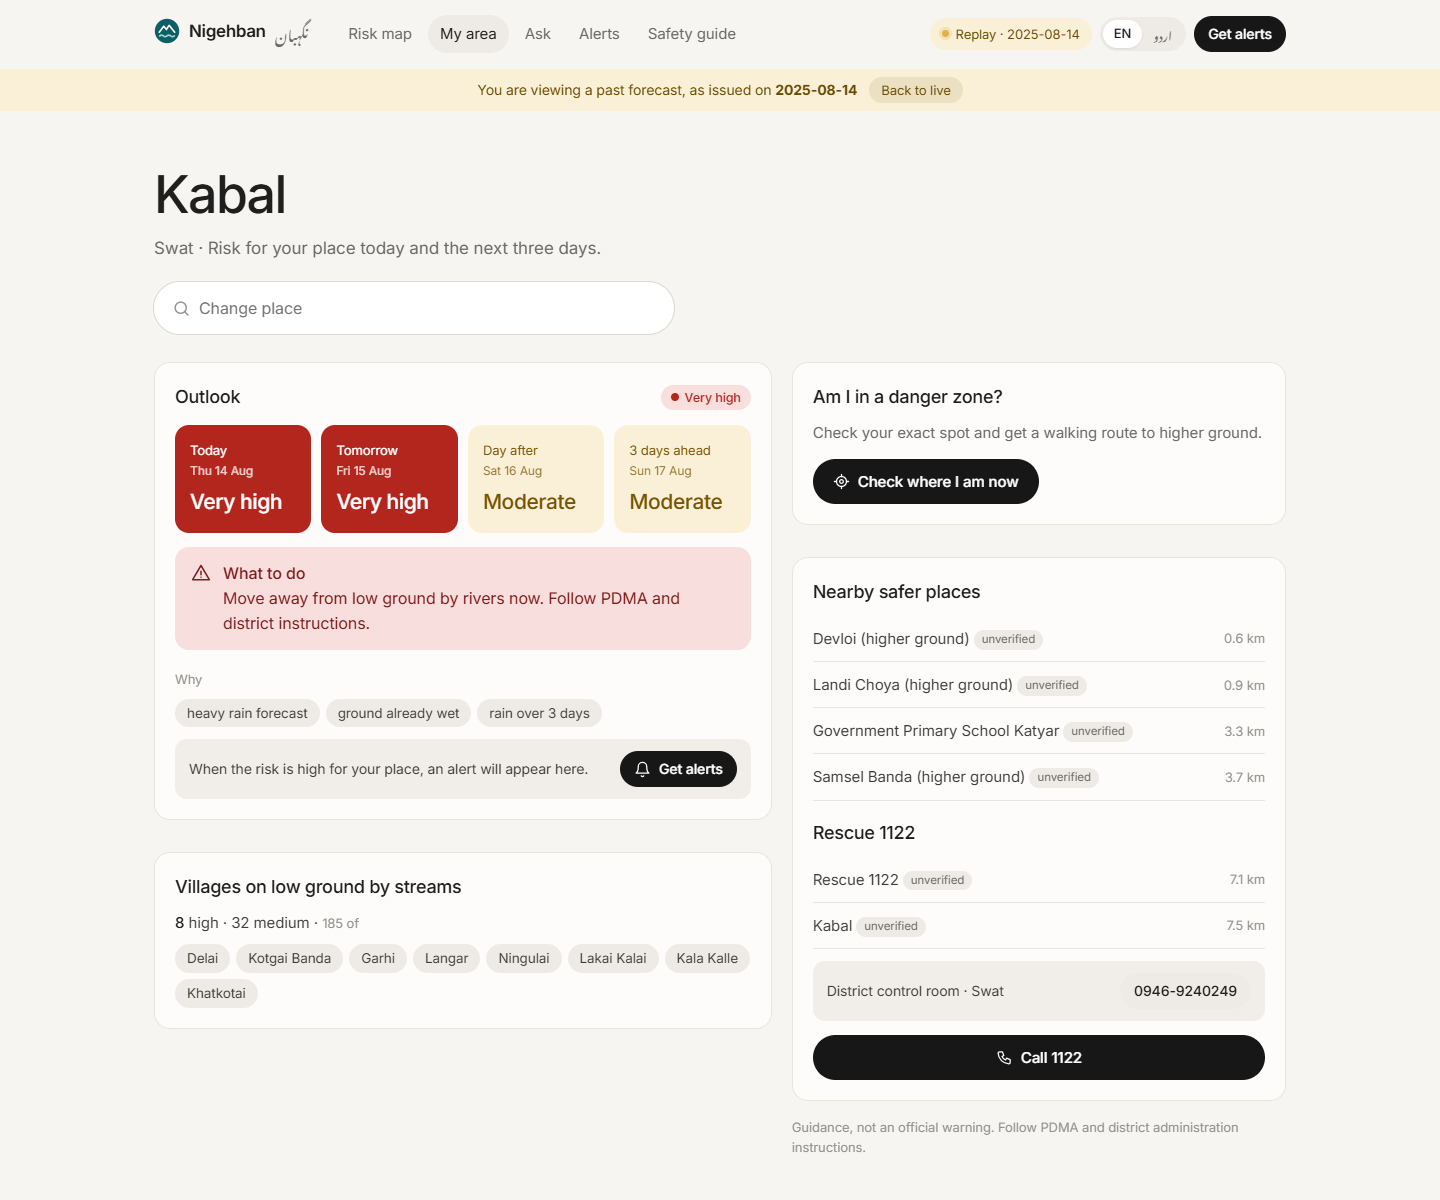 Nigehban نگہبان
Risk map
My area
Ask
Alerts
Safety guide
Replay · 2025-08-14
EN
اردو
Get alerts
You are viewing a past forecast, as issued on 2025-08-14
Back to live
Kabal
Swat · Risk for your place today and the next three days.
Change place
Outlook
Very high
Today
Thu 14 Aug
Very high
Tomorrow
Fri 15 Aug
Very high
Day after
Sat 16 Aug
Moderate
3 days ahead
Sun 17 Aug
Moderate
What to do
Move away from low ground by rivers now. Follow PDMA and
district instructions.
Why
heavy rain forecast
ground already wet
rain over 3 days
When the risk is high for your place, an alert will appear here.
Get alerts
Villages on low ground by streams
8 high · 32 medium · 185 of
Delai
Kotgai Banda
Garhi
Langar
Ningulai
Lakai Kalai
Kala Kalle
Khatkotai
Am I in a danger zone?
Check your exact spot and get a walking route to higher ground.
Check where I am now
Nearby safer places
Devloi (higher ground) unverified 0.6 km
Landi Choya (higher ground) unverified 0.9 km
Government Primary School Katyar unverified 3.3 km
Samsel Banda (higher ground) unverified 3.7 km
Rescue 1122
Rescue 1122 unverified 7.1 km
Kabal unverified 7.5 km
District control room · Swat 0946-9240249
Call 1122
Guidance, not an official warning. Follow PDMA and district administration
instructions.